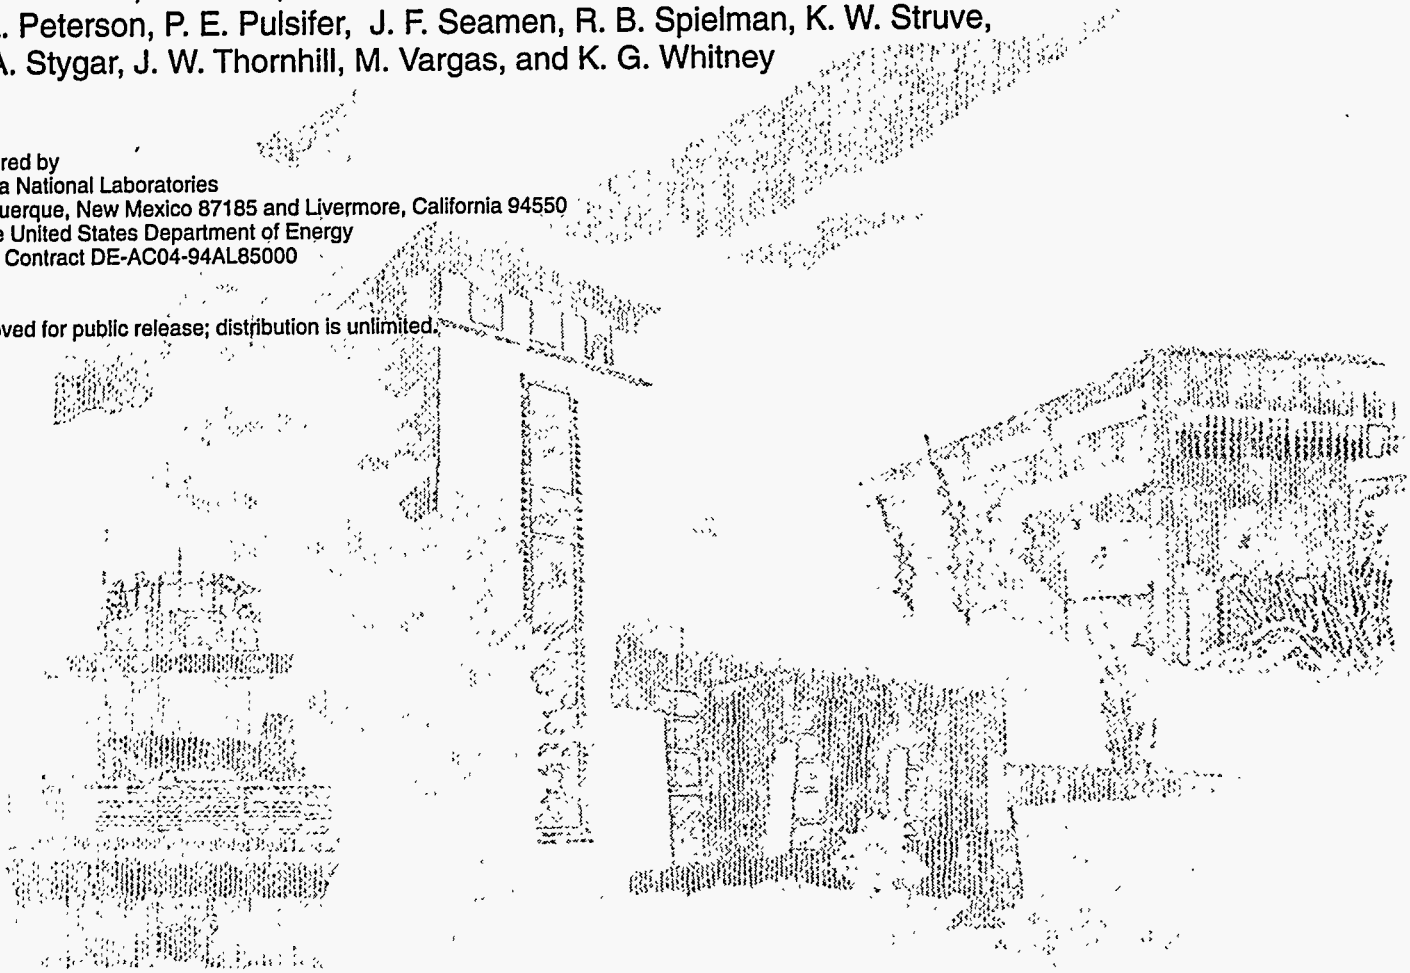 . Peterson, P. E. Pulsifer, J. F. Seamen, R. B. Spielman, K. W. Struve,
A. Stygar, J. W. Thornhill, M. Vargas, and K. G. Whitney
red by
a National Laboratories
uerque, New Mexico 87185 and Livermore, California 94550
e United States Department of Energy
Contract DE-AC04-94AL85000
ved for public release; distribution is unlimited.